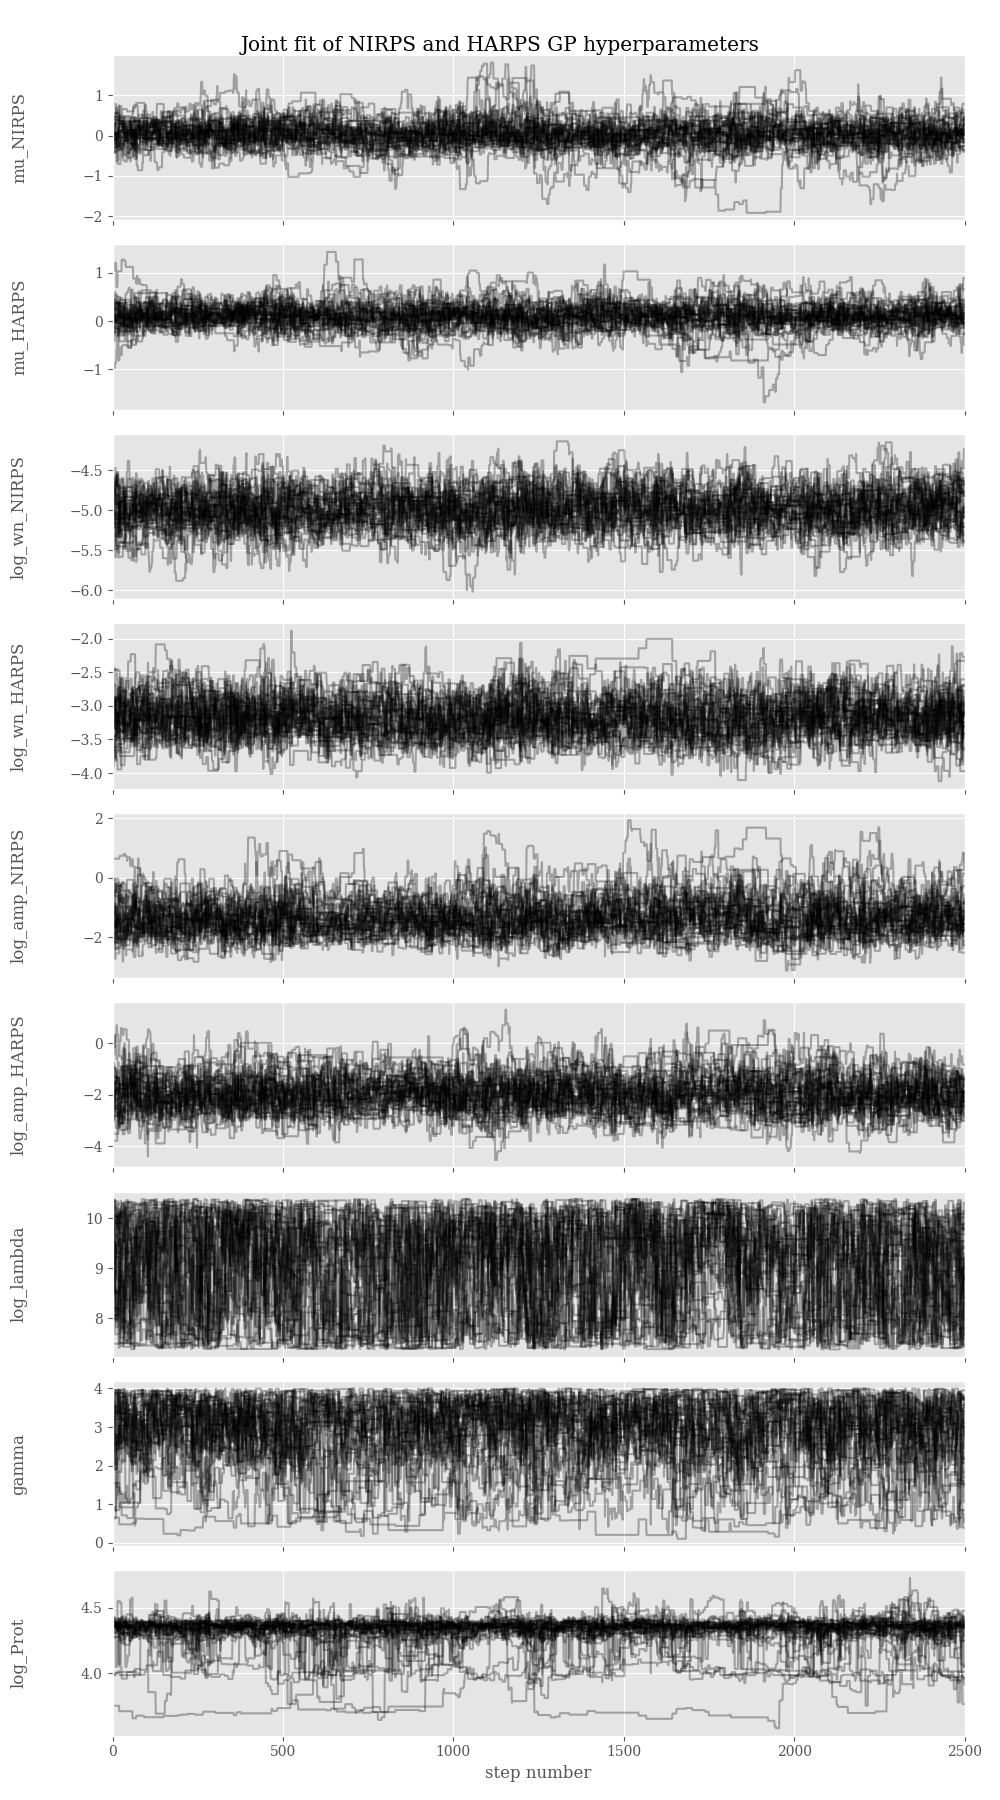 Joint fit of NIRPS and HARPS GP hyperparameters
mu_NIRPS
1
0
−1
−2
mu_HARPS
1
0
−1
log_wn_NIRPS
−4.5
−5.0
−5.5
−6.0
log_wn_HARPS
−2.0
−2.5
−3.0
−3.5
−4.0
log_amp_NIRPS
2
0
−2
log_amp_HARPS
0
−2
−4
log_lambda
10
9
8
gamma
4
3
2
1
0
log_Prot
4.5
4.0
0 500 1000 1500 2000 2500
step number